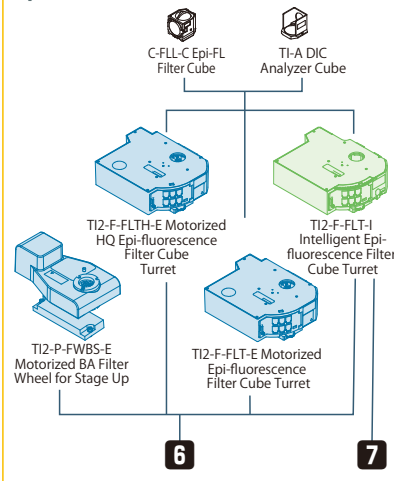 C-FLL-C Epi-FL
Filter Cube
TI-A DIC
Analyzer Cube
TI2-F-FLTH-E Motorized
HQ Epi-fluorescence
Filter Cube
Turret
TI2-F-FLT-I
Intelligent Epi-
fluorescence Filter
Cube Turret
TI2-P-FWBS-E
Motorized BA Filter
Wheel for Stage Up
TI2-F-FLT-E Motorized
Epi-fluorescence
Filter Cube Turret
6
7